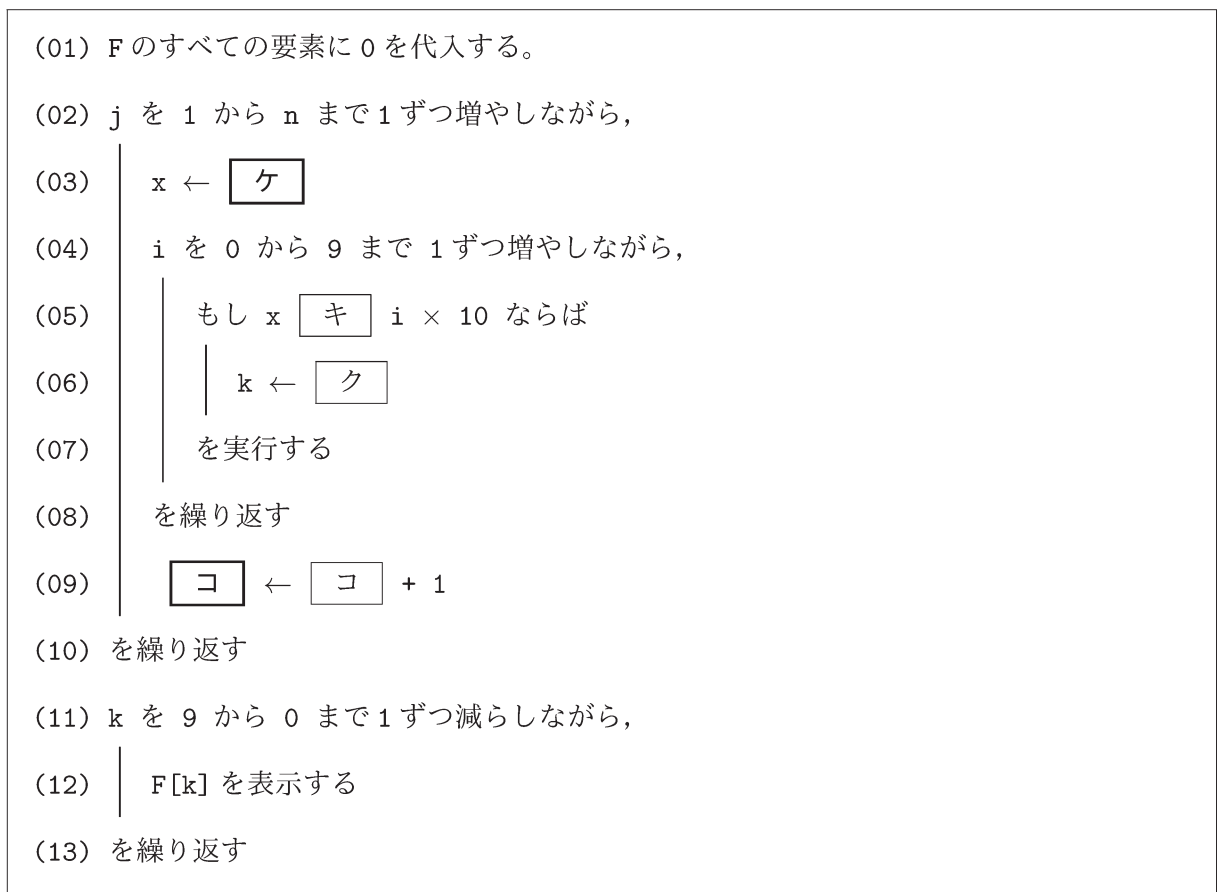 (01) Fのすべての要素に0を代入する。
(02) j を 1 から n まで1ずつ増やしながら,
(03) x ← ケ
(04) i を 0 から 9 まで 1ずつ増やしながら,
(05) もし x キ i × 10 ならば
(06) k ← ク
(07) を実行する
(08) を繰り返す
(09) コ ← コ + 1
(10) を繰り返す
(11) k を 9 から 0 まで1ずつ減らしながら,
(12) F[k] を表示する
(13) を繰り返す